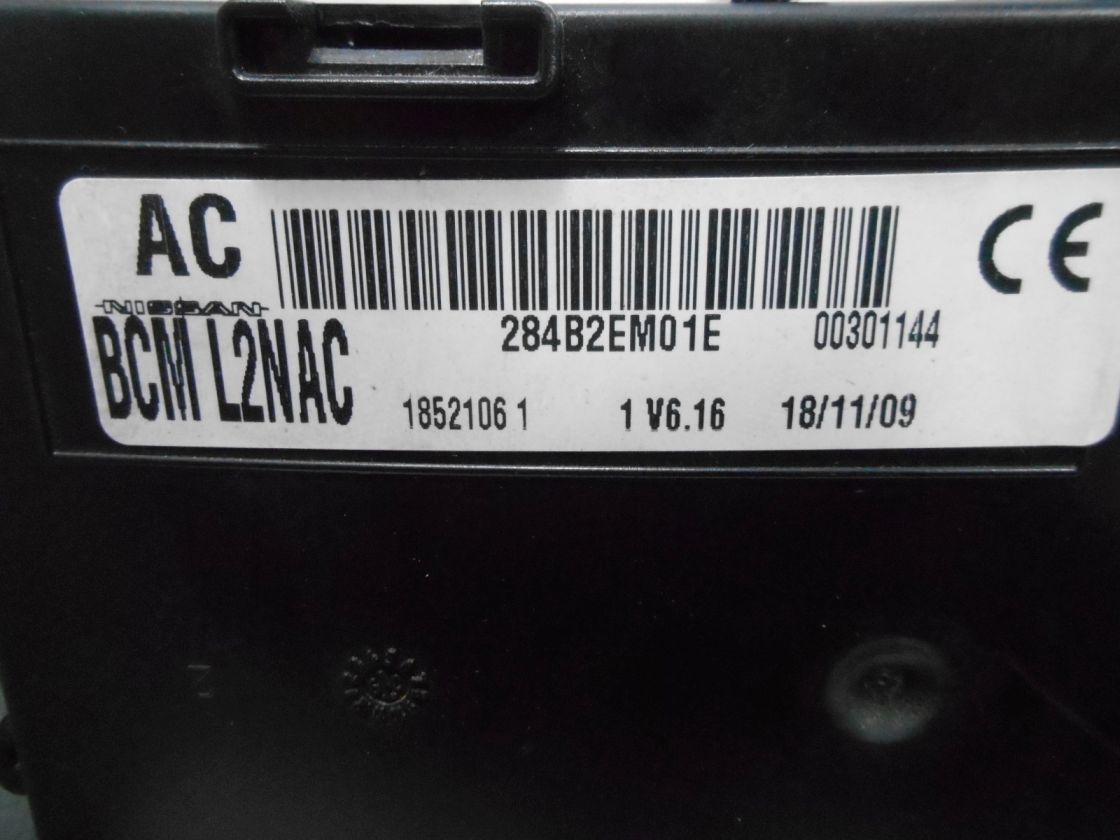 AC
NISSAN
BCM L2NAC
284B2EM01E 00301144
1852106 1 1 V6.16 18/11/09
CE